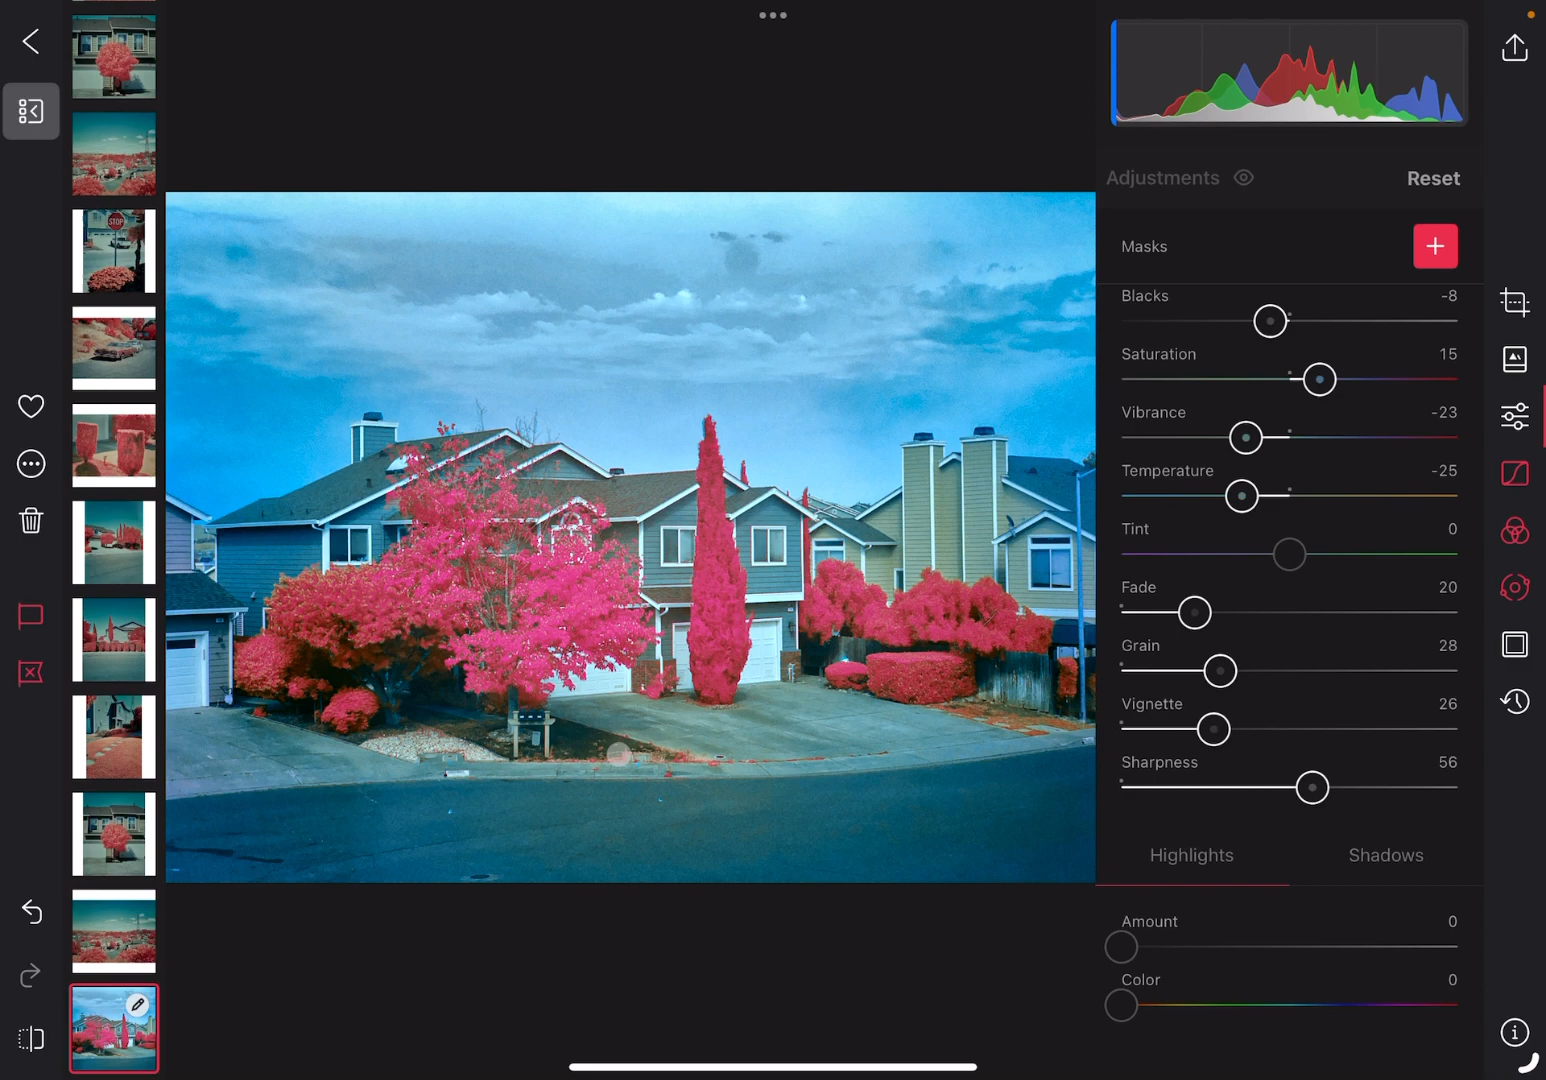 Adjustments
Reset
Masks
Blacks -8
Saturation 15
Vibrance -23
Temperature -25
Tint 0
Fade 20
Grain 28
Vignette 26
Sharpness 56
Highlights Shadows
Amount 0
Color 0
STOP